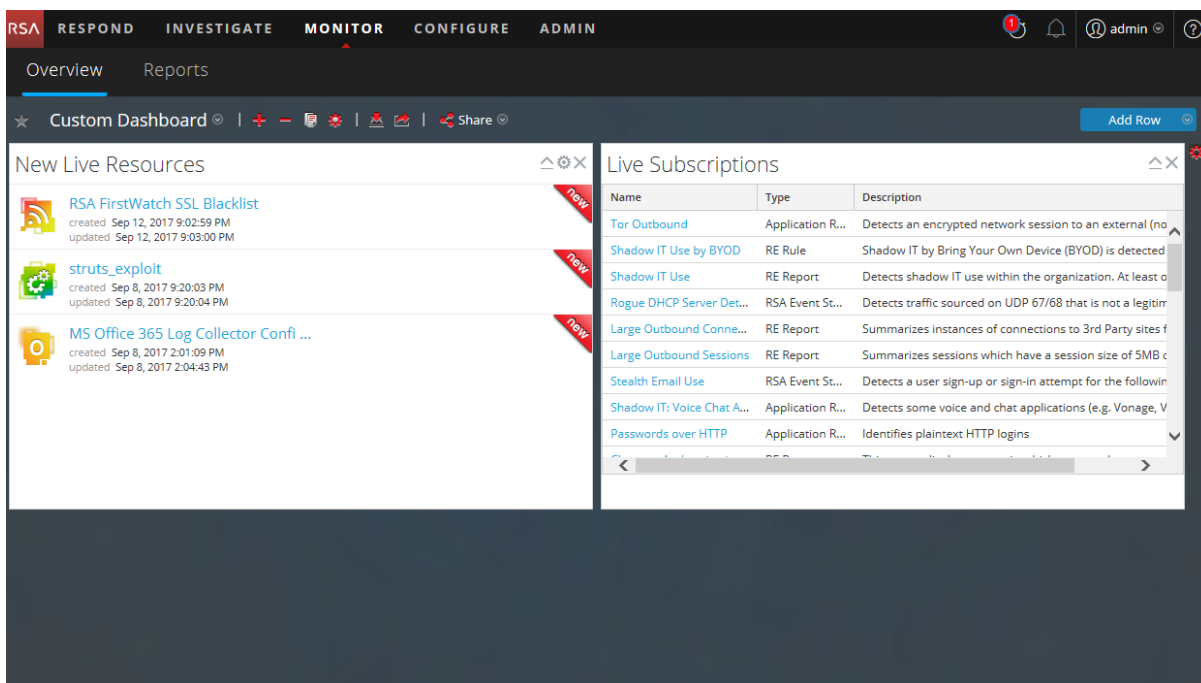 RSA RESPOND INVESTIGATE MONITOR CONFIGURE ADMIN 1 admin ?
Overview Reports
Custom Dashboard Share Add Row
New Live Resources
RSA FirstWatch SSL Blacklist
created Sep 12, 2017 9:02:59 PM
updated Sep 12, 2017 9:03:00 PM
new
struts_exploit
created Sep 8, 2017 9:20:03 PM
updated Sep 8, 2017 9:20:04 PM
new
MS Office 365 Log Collector Confi ...
created Sep 8, 2017 2:01:09 PM
updated Sep 8, 2017 2:04:43 PM
new
Live Subscriptions
Name Type Description
Tor Outbound Application R... Detects an encrypted network session to an external (no
Shadow IT Use by BYOD RE Rule Shadow IT by Bring Your Own Device (BYOD) is detected
Shadow IT Use RE Report Detects shadow IT use within the organization. At least o
Rogue DHCP Server Det... RSA Event St... Detects traffic sourced on UDP 67/68 that is not a legitim
Large Outbound Conne... RE Report Summarizes instances of connections to 3rd Party sites f
Large Outbound Sessions RE Report Summarizes sessions which have a session size of 5MB
Stealth Email Use RSA Event St... Detects a user sign-up or sign-in attempt for the followin
Shadow IT: Voice Chat A... Application R... Detects some voice and chat applications (e.g. Vonage, V
Passwords over HTTP Application R... Identifies plaintext HTTP logins